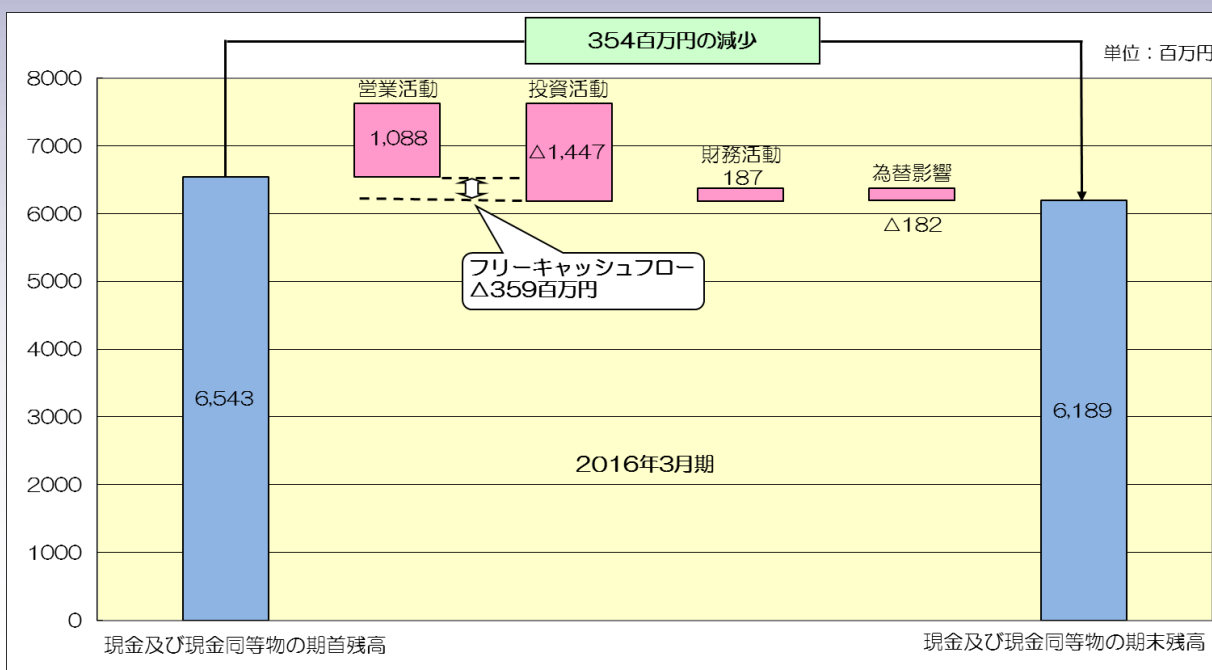 354百万円の減少
単位：百万円
8000
7000
6000
5000
4000
3000
2000
1000
0
営業活動
1,088
投資活動
△1,447
財務活動
187
為替影響
△182
フリーキャッシュフロー
△359百万円
6,543
6,189
2016年3月期
現金及び現金同等物の期首残高
現金及び現金同等物の期末残高